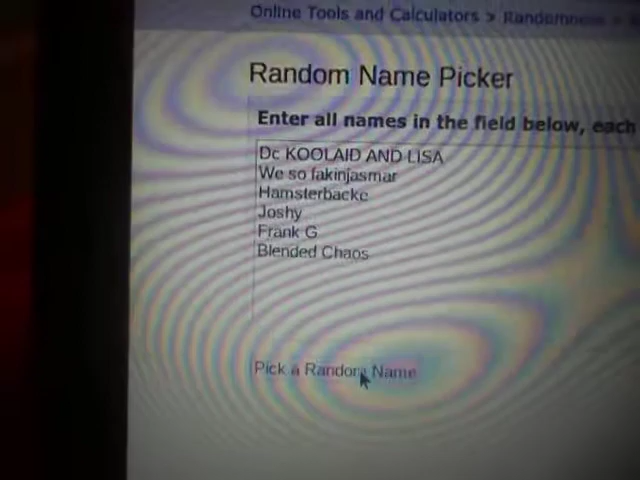 Online Tools and Calculators > Randomness >
Random Name Picker
Enter all names in the field below, each
Dc KOOLAID AND LISA
We so fakinjasmar
Hamsterbacke
Joshy
Frank G
Blended Chaos
Pick a Random Name